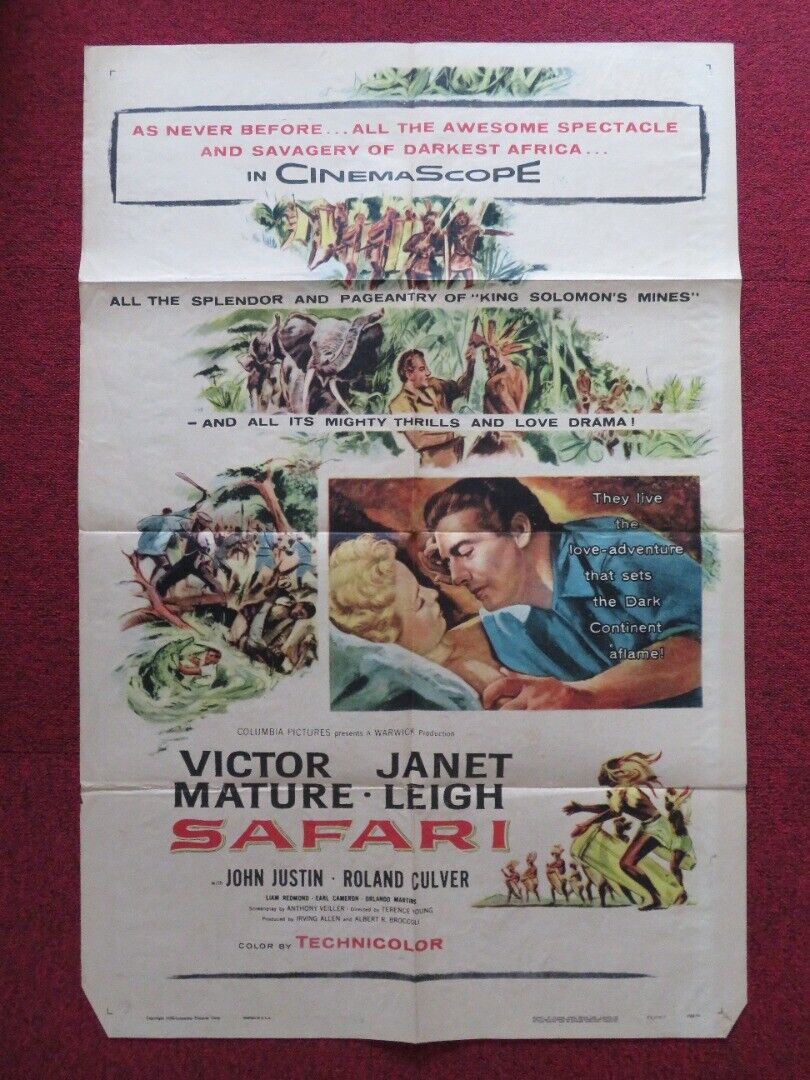 AS NEVER BEFORE... ALL THE AWESOME SPECTACLE
AND SAVAGERY OF DARKEST AFRICA...
IN CINEMASCOPE
ALL THE SPLENDOR AND PAGEANTRY OF "KING SOLOMON'S MINES"
-AND ALL ITS MIGHTY THRILLS AND LOVE DRAMA!
They live
the
love-adventure
that sets
the Dark
Continent
aflame!
COLUMBIA PICTURES presents A WARWICK Production
VICTOR JANET
MATURE · LEIGH
SAFARI
with JOHN JUSTIN · ROLAND CULVER
LIAM REDMOND · EARL CAMERON · ORLANDO MARTINS
Screenplay by ANTHONY VEILLER · Directed by TERENCE YOUNG
Produced by IRVING ALLEN and ALBERT R. BROCCOLI
COLOR BY TECHNICOLOR